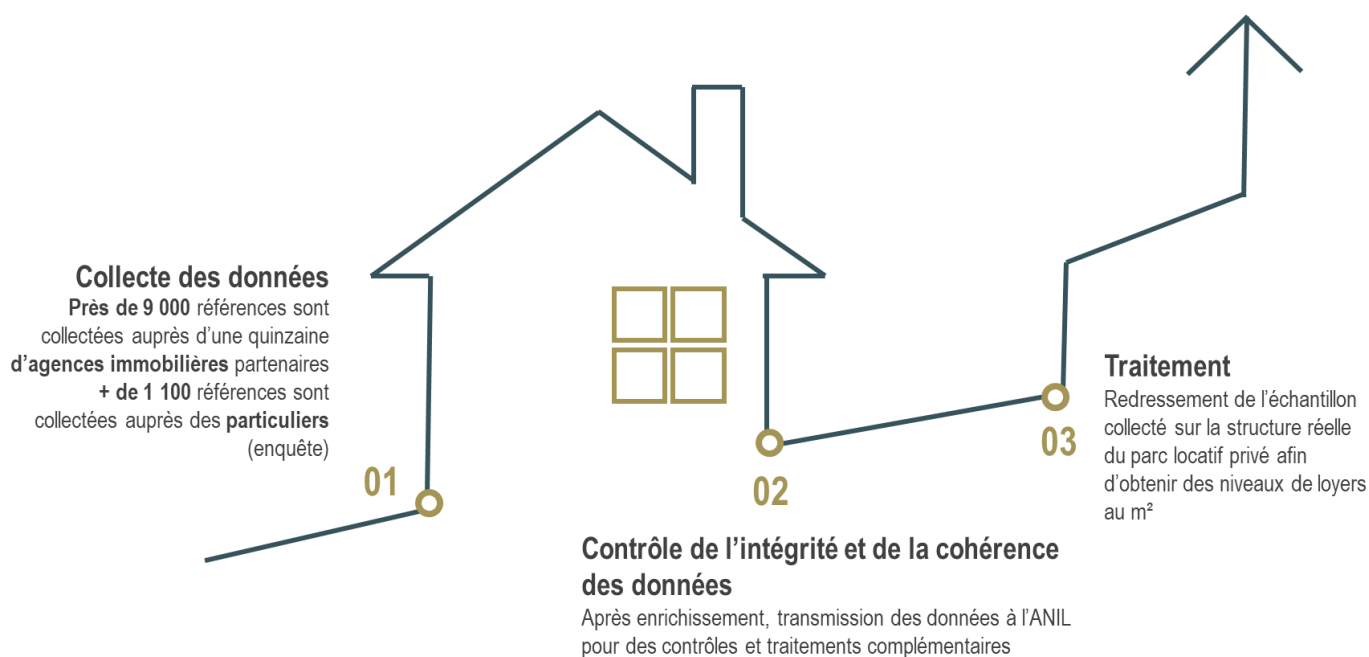 Collecte des données
Près de 9 000 références sont
collectées auprès d’une quinzaine
d’agences immobilières partenaires
+ de 1 100 références sont
collectées auprès des particuliers
(enquête)
01
02
Contrôle de l’intégrité et de la cohérence
des données
Après enrichissement, transmission des données à l’ANIL
pour des contrôles et traitements complémentaires
03
Traitement
Redressement de l’échantillon
collecté sur la structure réelle
du parc locatif privé afin
d’obtenir des niveaux de loyers
au m²